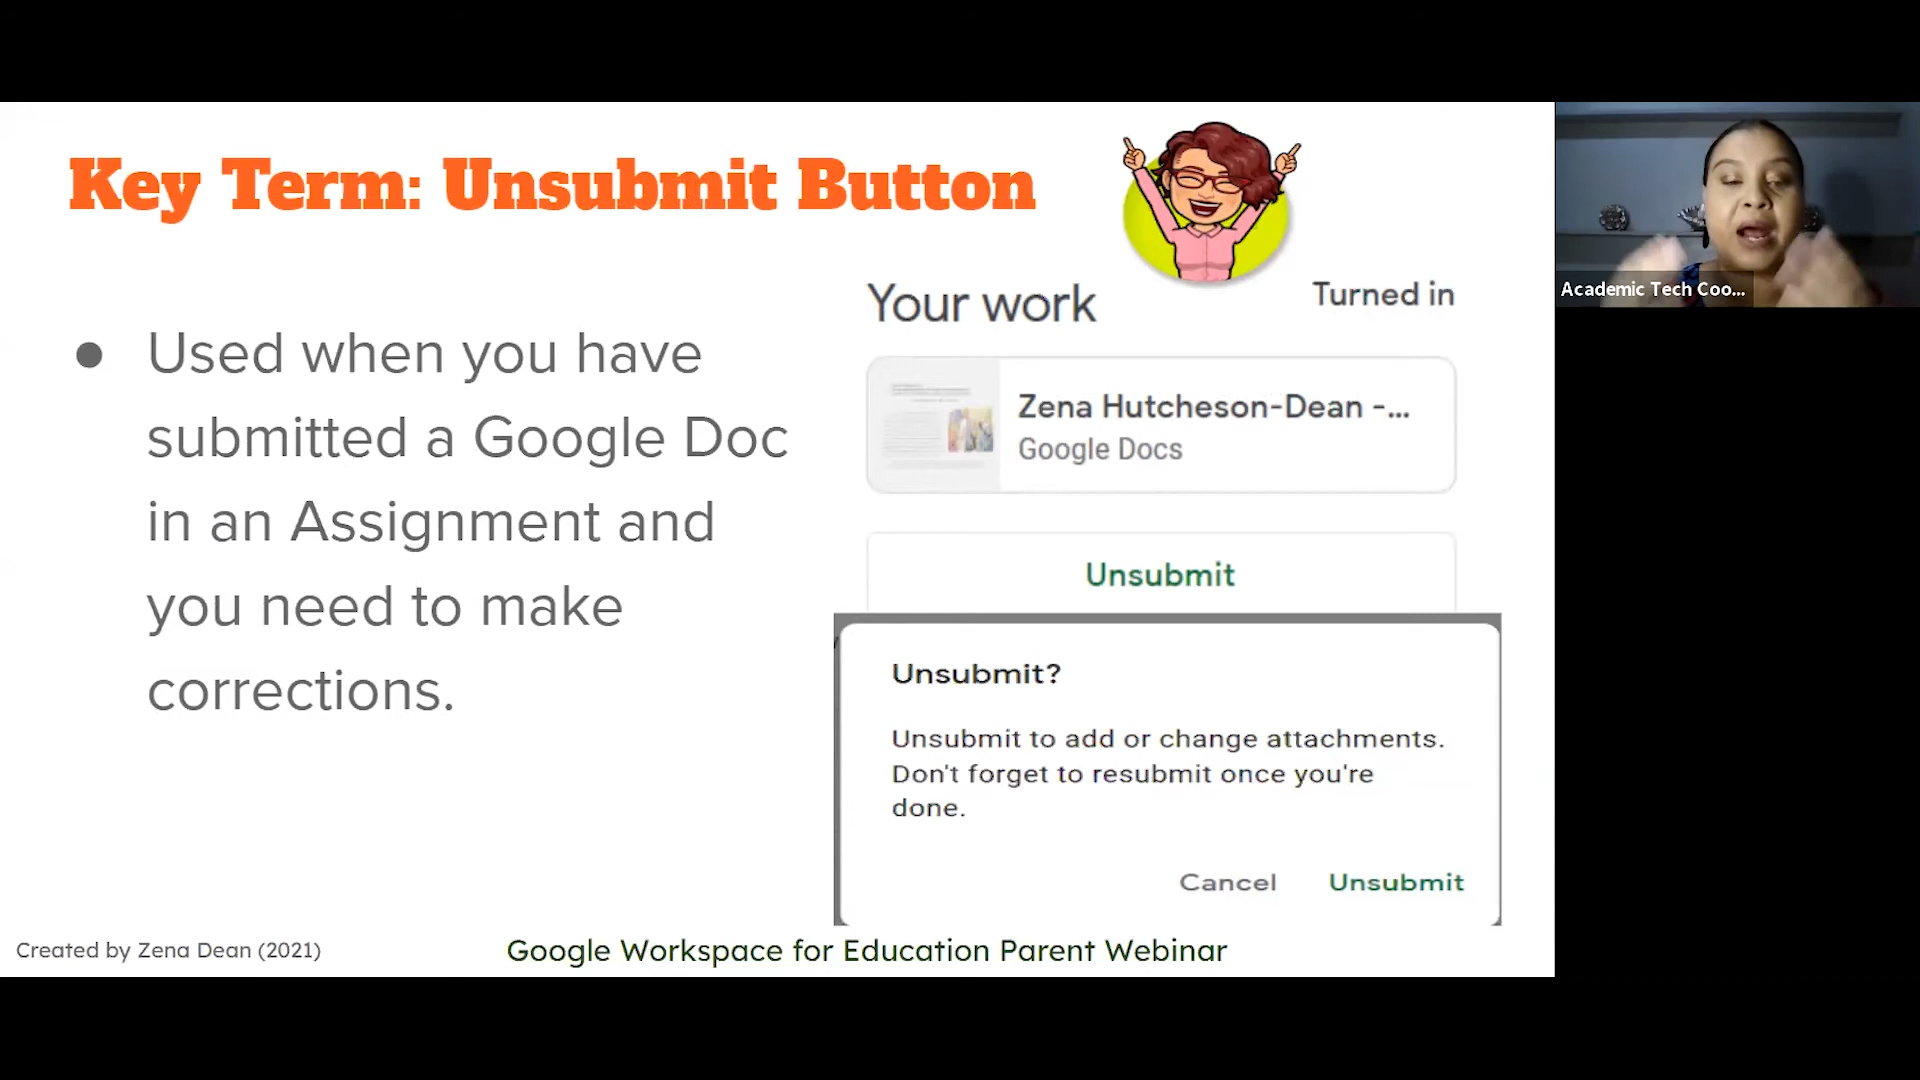 Key Term: Unsubmit Button
Used when you have
submitted a Google Doc
in an Assignment and
you need to make
corrections.
Your work
Turned in
Zena Hutcheson-Dean -...
Google Docs
Unsubmit
Unsubmit?
Unsubmit to add or change attachments.
Don't forget to resubmit once you're
done.
Cancel Unsubmit
Created by Zena Dean (2021)
Google Workspace for Education Parent Webinar
Academic Tech Coo...